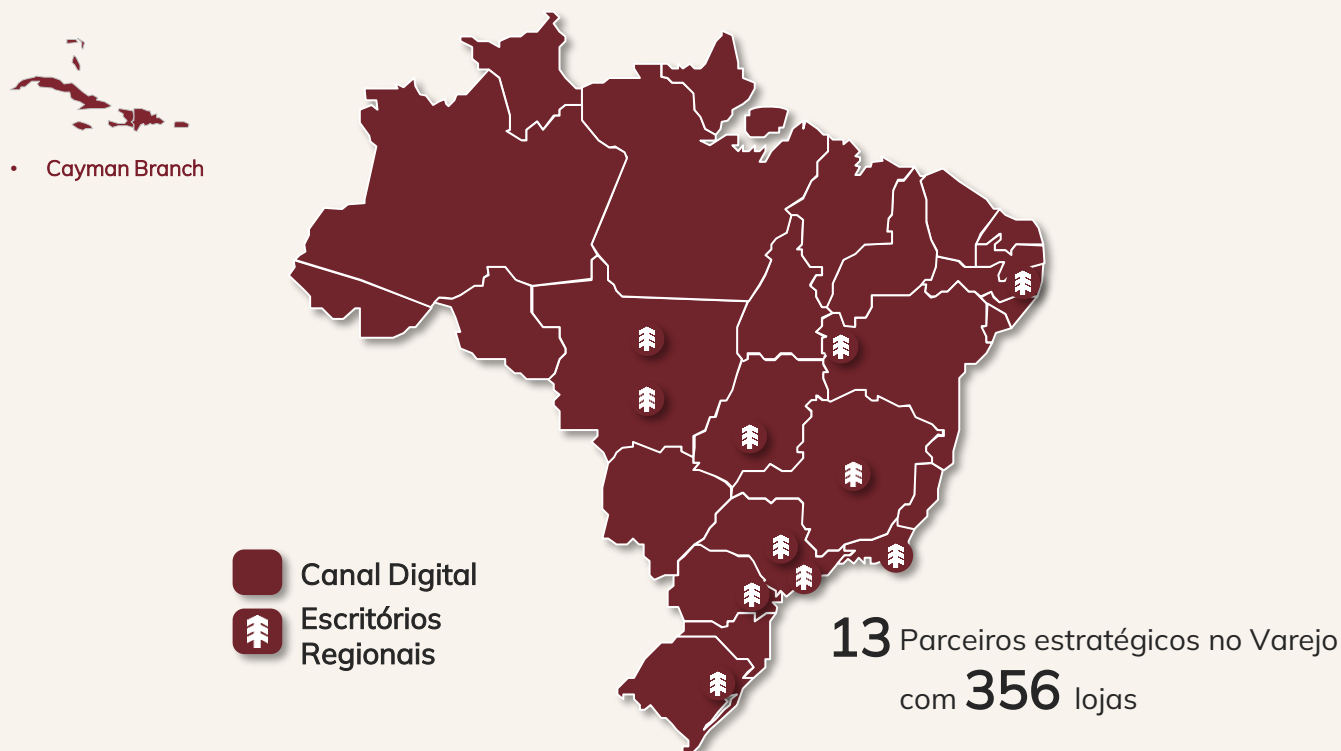 • Cayman Branch
Canal Digital
Escritórios
Regionais
13 Parceiros estratégicos no Varejo
com 356 lojas